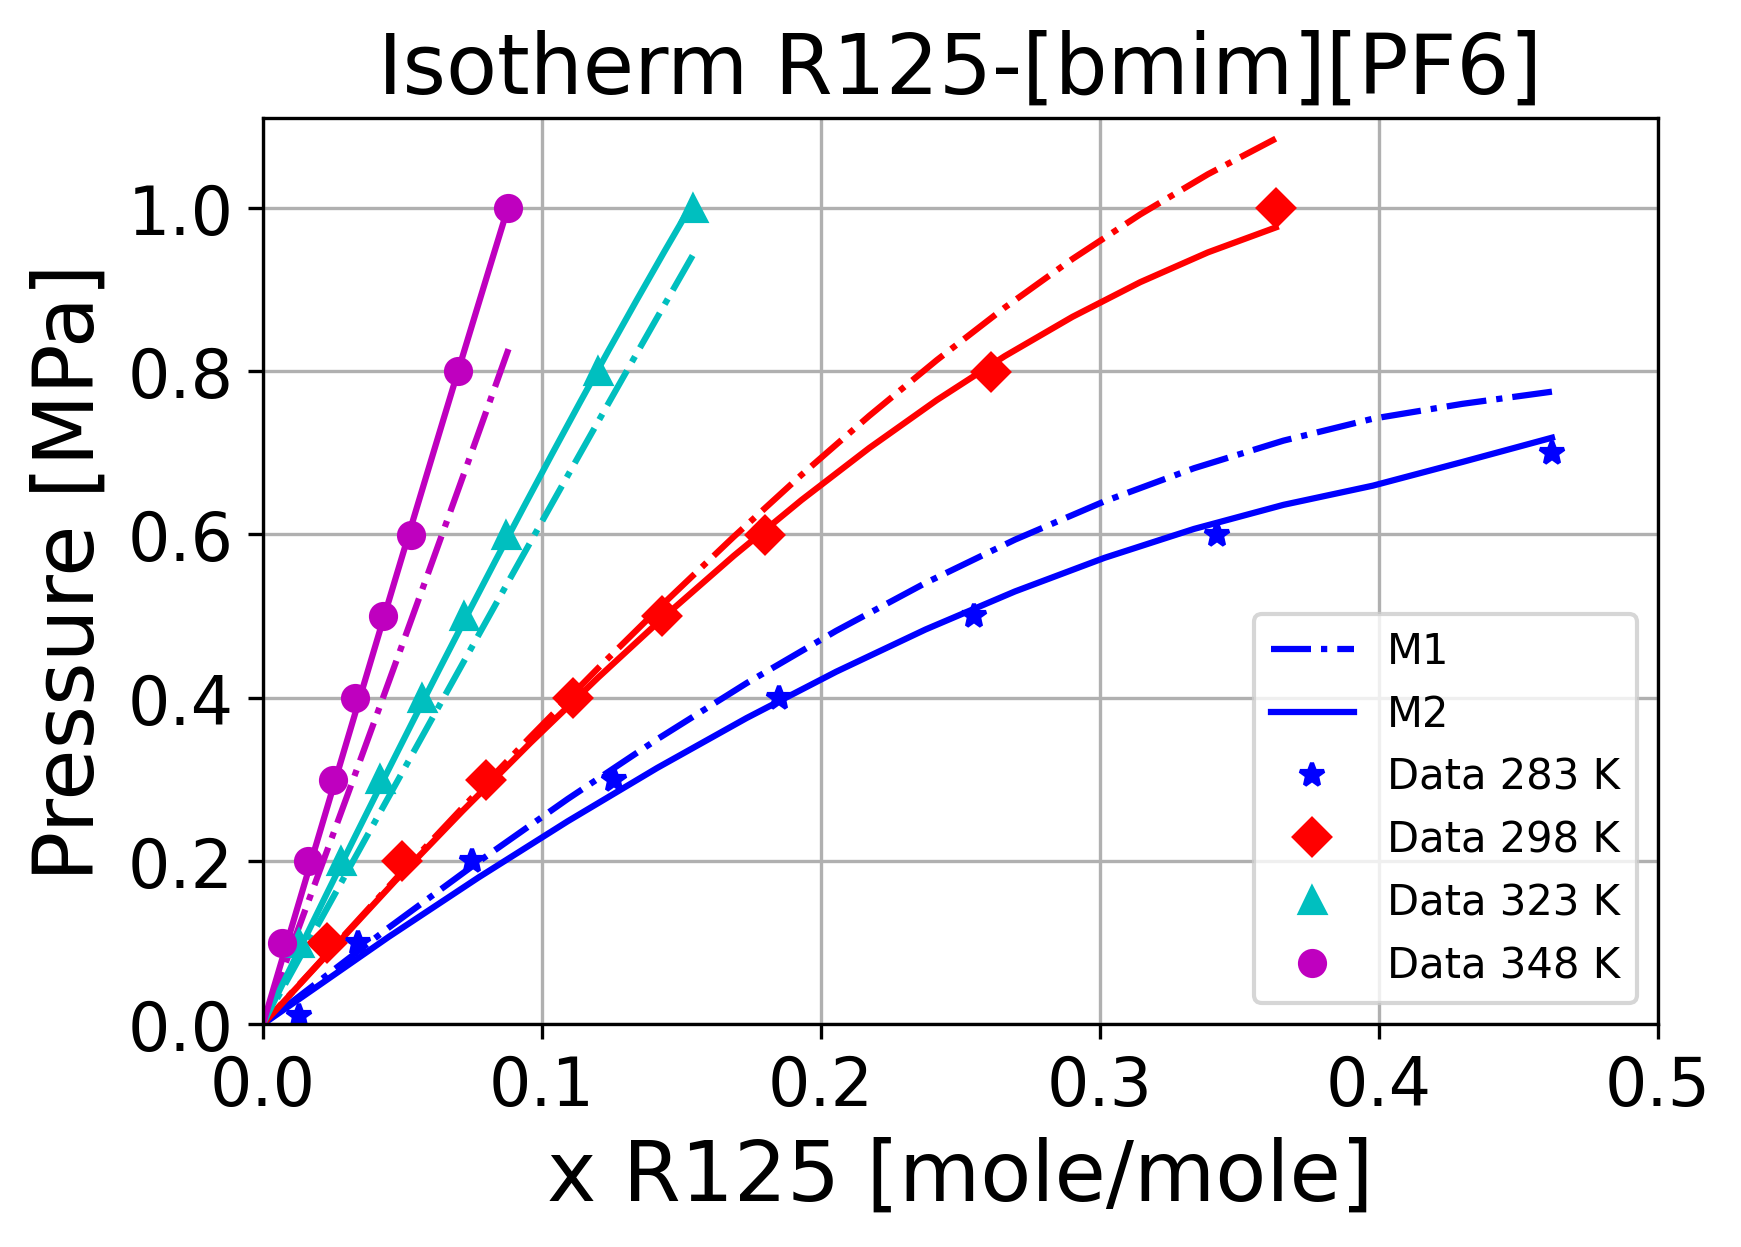 Isotherm R125-[bmim][PF6]
Pressure [MPa]
1.0
0.8
0.6
0.4
0.2
0.0
0.0 0.1 0.2 0.3 0.4 0.5
x R125 [mole/mole]
M1
M2
Data 283 K
Data 298 K
Data 323 K
Data 348 K